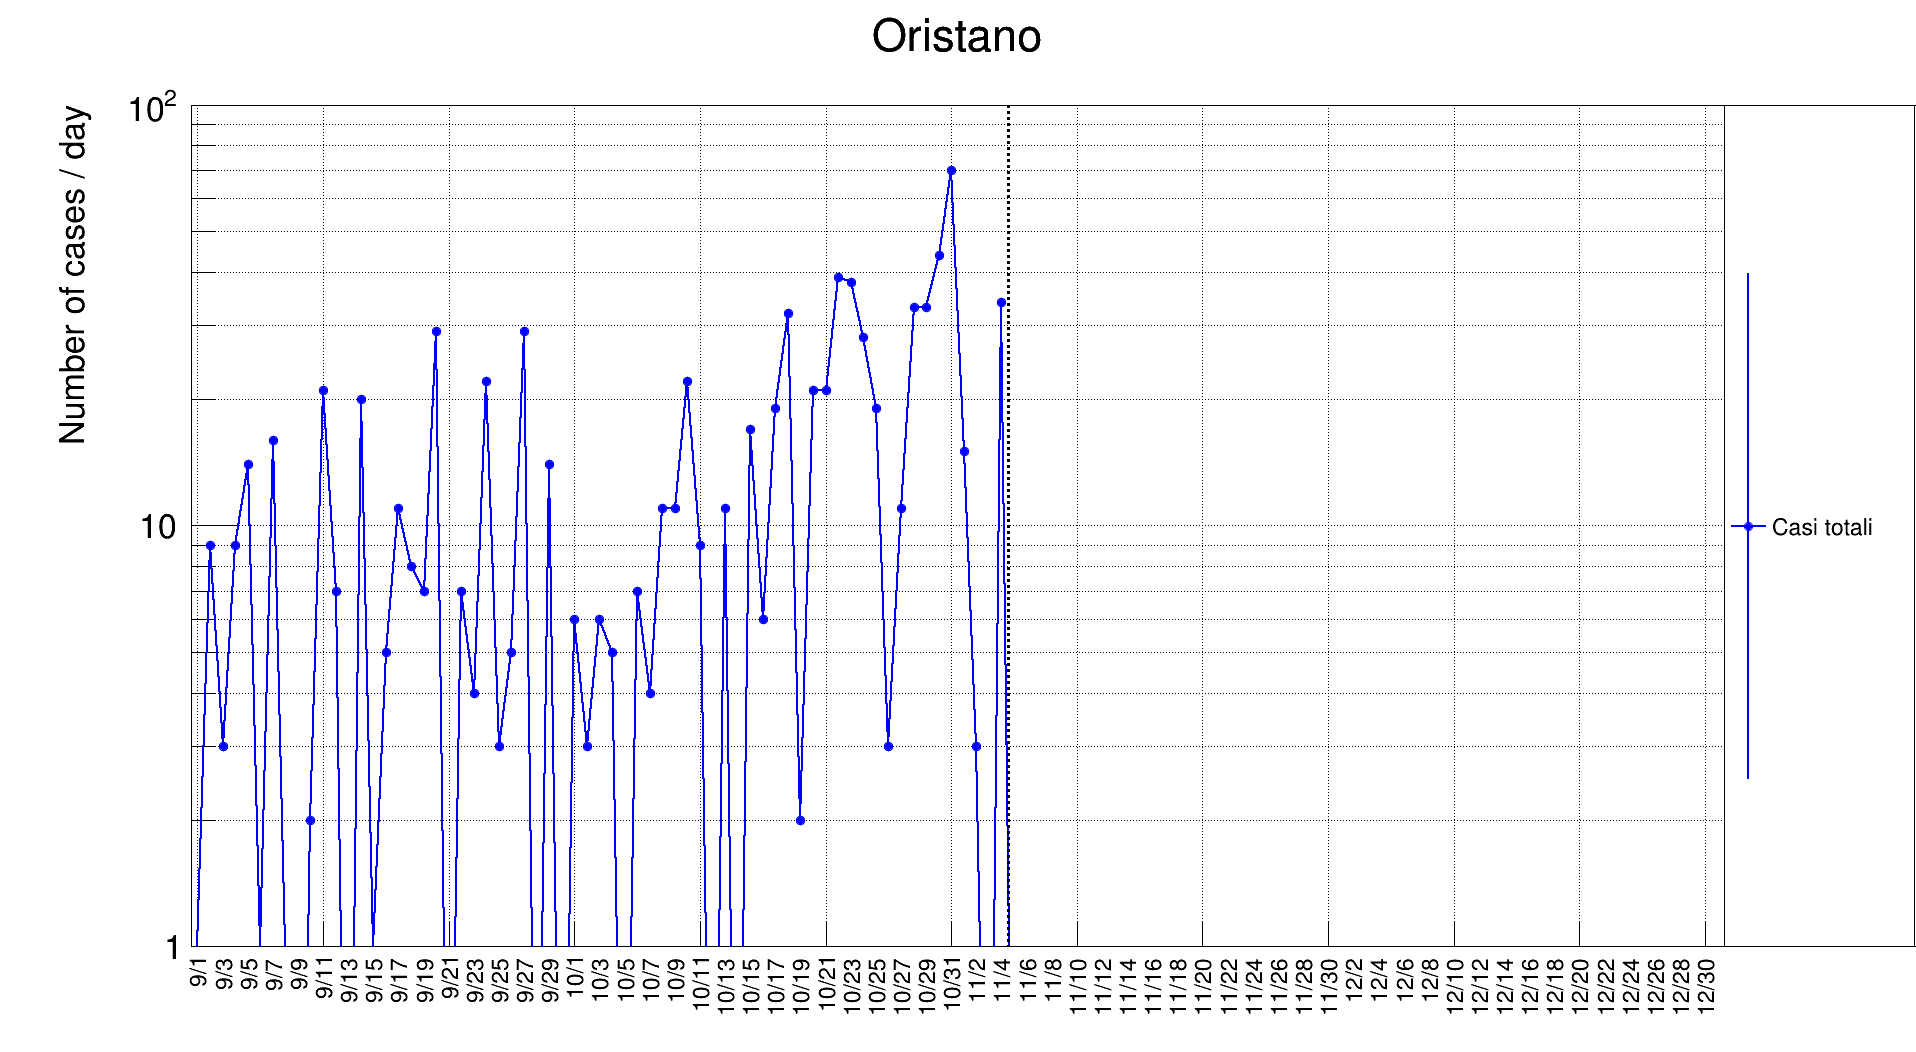 Oristano
Number of cases / day
10²
10
1
Casi totali
9/1 9/3 9/5 9/7 9/9 9/11 9/13 9/15 9/17 9/19 9/21 9/23 9/25 9/27 9/29 10/1 10/3 10/5 10/7 10/9 10/11 10/13 10/15 10/17 10/19 10/21 10/23 10/25 10/27 10/29 10/31 11/2 11/4 11/6 11/8 11/10 11/12 11/14 11/16 11/18 11/20 11/22 11/24 11/26 11/28 11/30 12/2 12/4 12/6 12/8 12/10 12/12 12/14 12/16 12/18 12/20 12/22 12/24 12/26 12/28 12/30